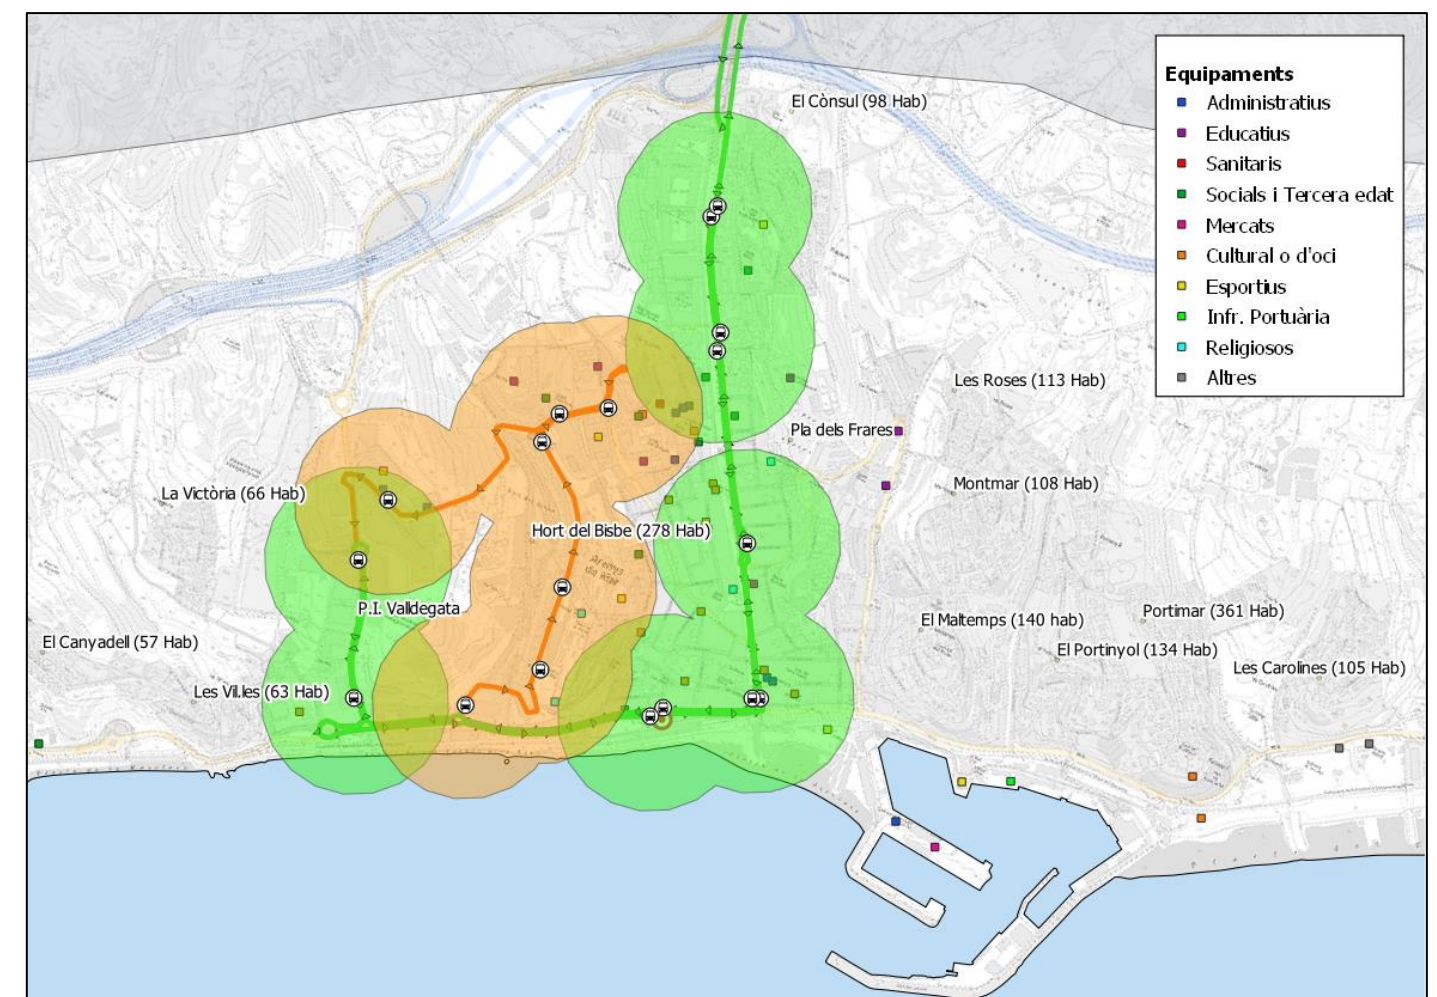 Equipaments
Administratius
Educatius
Sanitaris
Socials i Tercera edat
Mercats
Cultural o d'oci
Esportius
Infr. Portuària
Religiosos
Altres
El Cònsul (98 Hab)
Les Roses (113 Hab)
Pla dels Frares
Montmar (108 Hab)
La Victòria (66 Hab)
Hort del Bisbe (278 Hab)
Arenys
de Mar
P.I. Valldegata
El Canyadell (57 Hab)
El Maltemps (140 hab)
Portimar (361 Hab)
El Portinyol (134 Hab)
Les Carolines (105 Hab)
Les Vil.les (63 Hab)